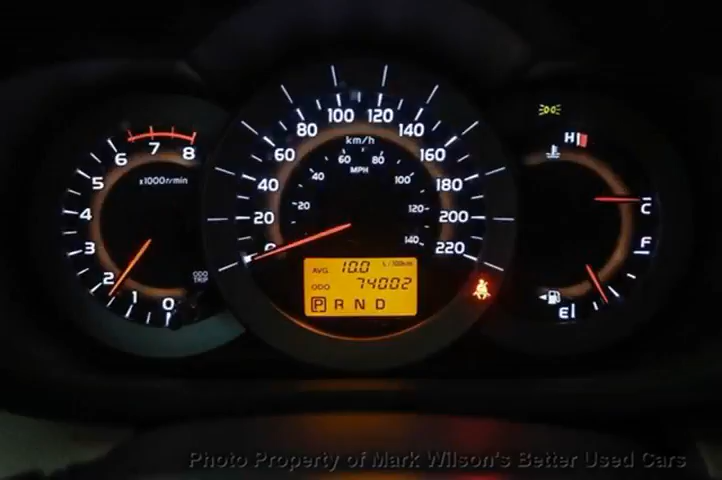 8
7
6
5
4
3
2
1
0
x1000r/min
ODO
TRIP
0
20
40
60
80
100
120
140
160
180
200
220
km/h
20
40
60
80
100
120
140
MPH
AVG. 10.0 L/100km
ODO 74002
P R N D
H
C
F
E
Photo Property of Mark Wilson's Better Used Cars